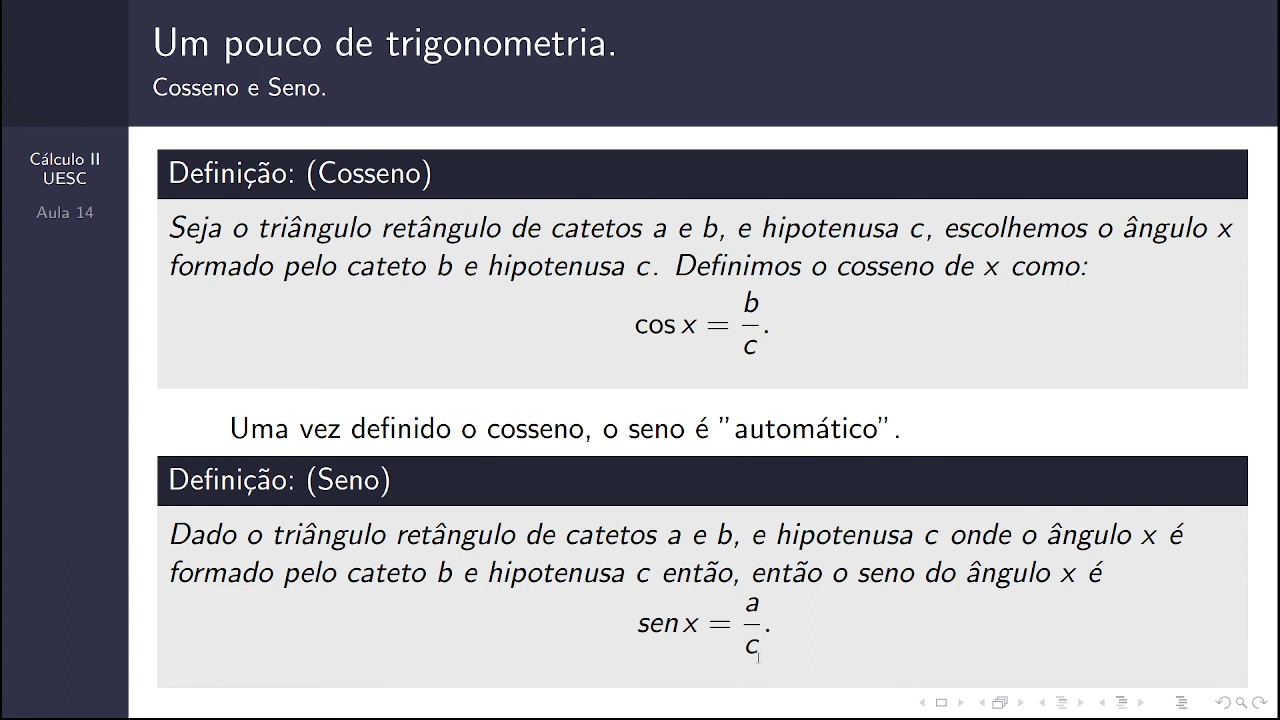 Um pouco de trigonometria.
Cosseno e Seno.
Cálculo II
UESC
Aula 14
Definição: (Cosseno)
Seja o triângulo retângulo de catetos a e b, e hipotenusa c, escolhemos o ângulo x
formado pelo cateto b e hipotenusa c. Definimos o cosseno de x como:
cos x = b/c.
Uma vez definido o cosseno, o seno é "automático".
Definição: (Seno)
Dado o triângulo retângulo de catetos a e b, e hipotenusa c onde o ângulo x é
formado pelo cateto b e hipotenusa c então, então o seno do ângulo x é
sen x = a/c.